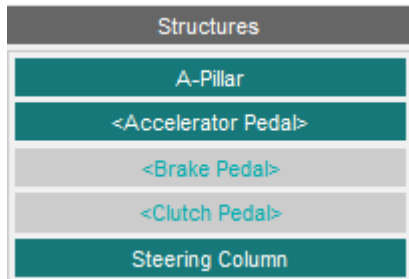 Structures
A-Pillar
<Accelerator Pedal>
<Brake Pedal>
<Clutch Pedal>
Steering Column